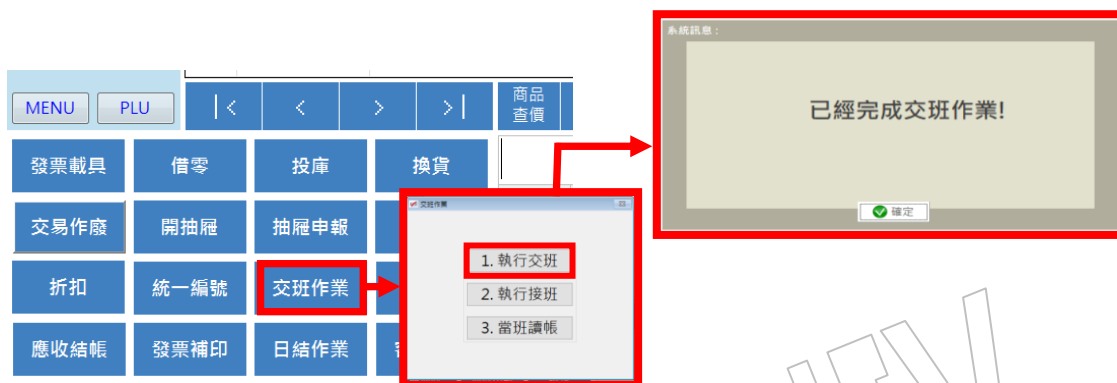 系統訊息：
已經完成交班作業!
確定
MENU
PLU
|<
<
>
>|
商品
查價
發票載具
借零
投庫
換貨
交易作廢
開抽屜
抽屜申報
折扣
統一編號
交班作業
應收結帳
發票補印
日結作業
交班作業
1. 執行交班
2. 執行接班
3. 當班讀帳